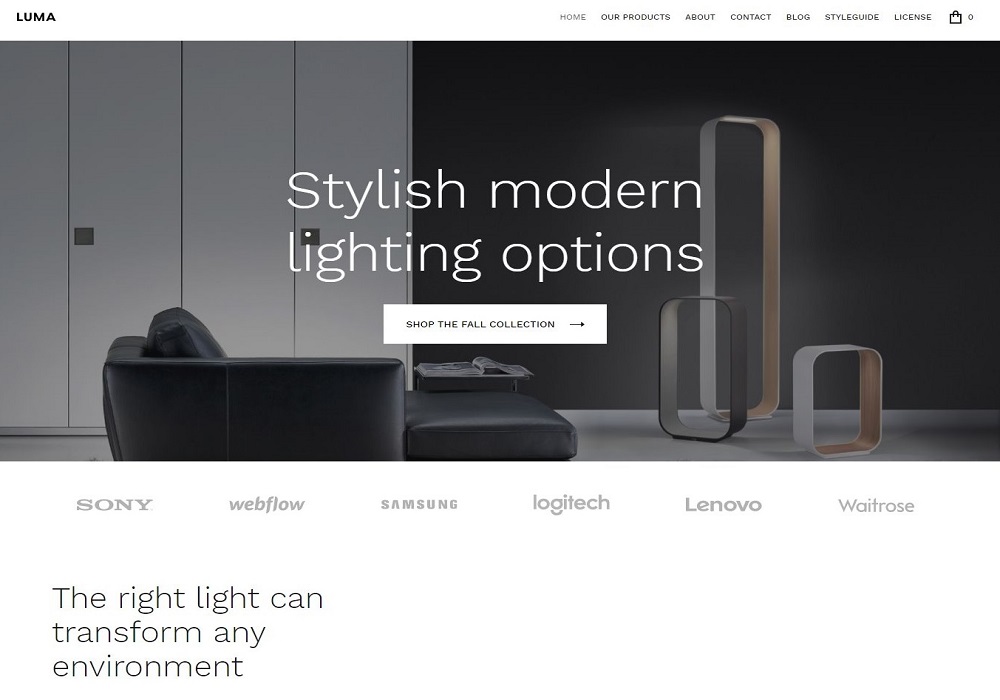 LUMA
HOME OUR PRODUCTS ABOUT CONTACT BLOG STYLEGUIDE LICENSE 0
Stylish modern
lighting options
SHOP THE FALL COLLECTION
SONY webflow SAMSUNG logitech Lenovo Waitrose
The right light can
transform any
environment